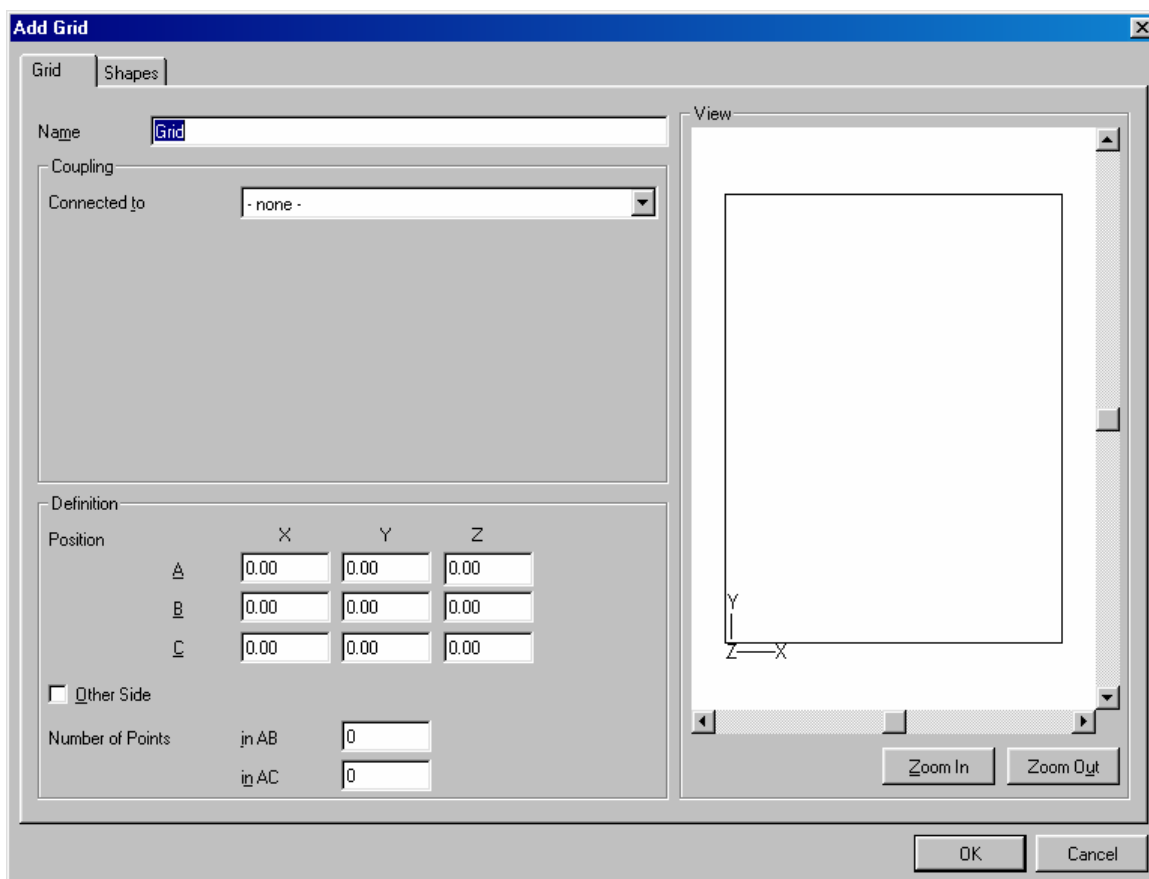 Add Grid
Grid Shapes
Name Grid
Coupling
Connected to - none -
Definition
Position X Y Z
A 0.00 0.00 0.00
B 0.00 0.00 0.00
C 0.00 0.00 0.00
Other Side
Number of Points in AB 0
in AC 0
View
Y
Z X
Zoom In Zoom Out
OK Cancel